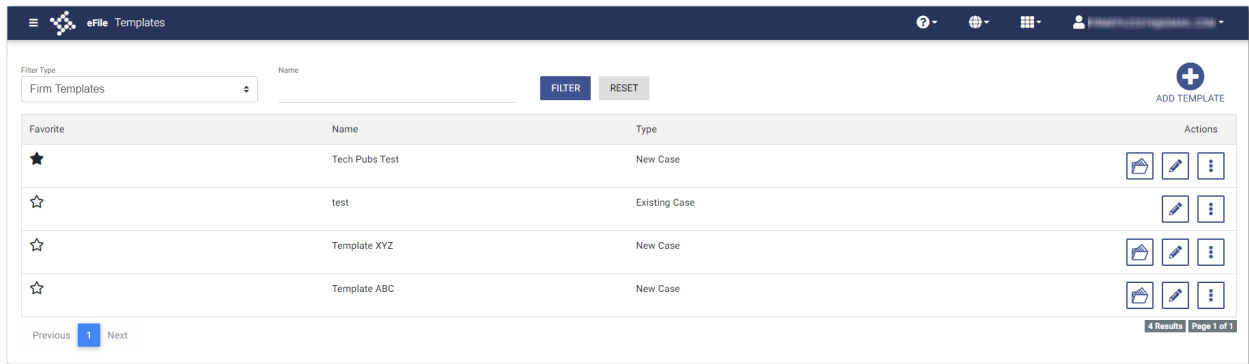 eFile Templates
Filter Type
Name
Firm Templates
FILTER
RESET
ADD TEMPLATE
Favorite Name Type Actions
Tech Pubs Test New Case
test Existing Case
Template XYZ New Case
Template ABC New Case
Previous 1 Next
4 Results Page 1 of 1